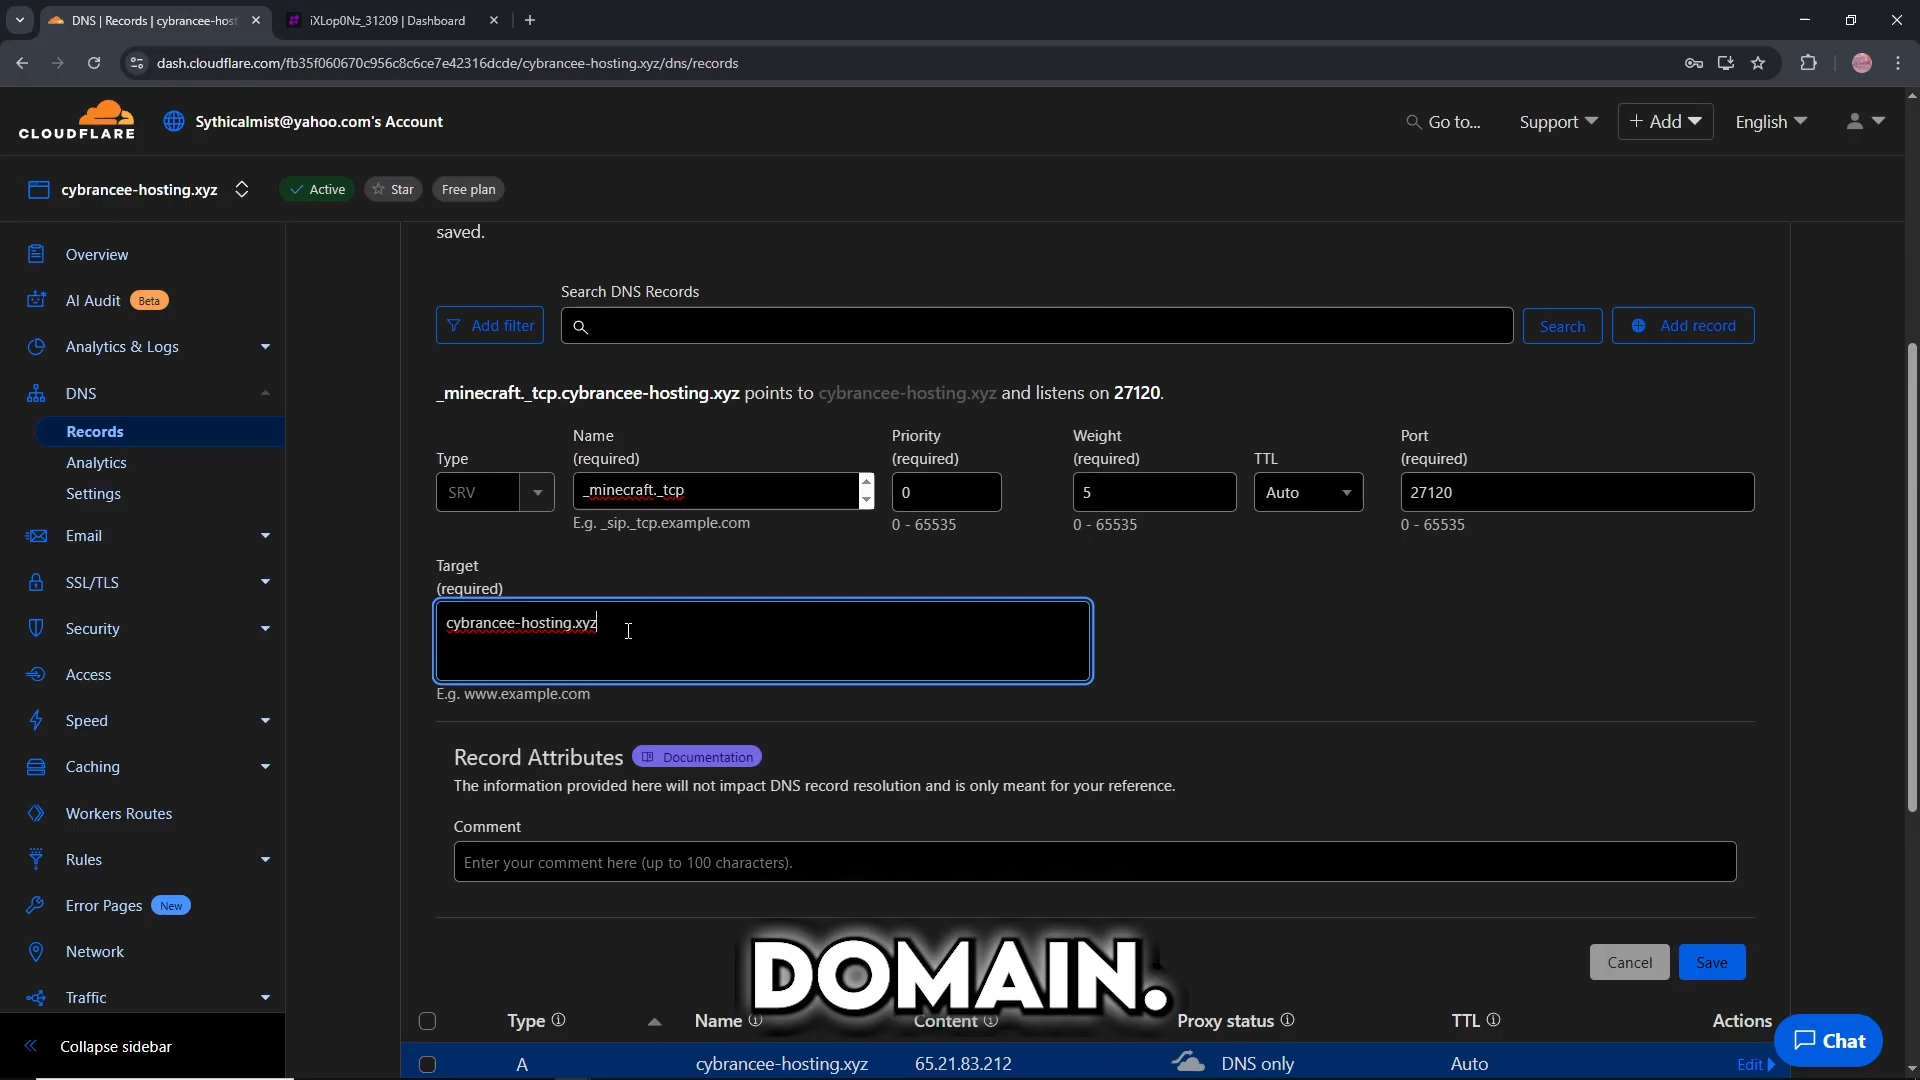 DNS | Records | cybrancee-host
iXLop0Nz_31209 | Dashboard
dash.cloudflare.com/fb35f060670c956c8c6ce7e42316dcde/cybrancee-hosting.xyz/dns/records
CLOUDFLARE
Sythicalmist@yahoo.com's Account
Go to...
Support
+ Add
English
cybrancee-hosting.xyz
Active
Star
Free plan
Overview
AI Audit Beta
Analytics & Logs
DNS
Records
Analytics
Settings
Email
SSL/TLS
Security
Access
Speed
Caching
Workers Routes
Rules
Error Pages New
Network
Traffic
Collapse sidebar
saved.
Search DNS Records
Add filter
Search
Add record
_minecraft._tcp.cybrancee-hosting.xyz points to cybrancee-hosting.xyz and listens on 27120.
Type
SRV
Name
(required)
_minecraft._tcp
E.g. _sip._tcp.example.com
Priority
(required)
0
0 - 65535
Weight
(required)
5
0 - 65535
TTL
Auto
Port
(required)
27120
0 - 65535
Target
(required)
cybrancee-hosting.xyz
E.g. www.example.com
Record Attributes Documentation
The information provided here will not impact DNS record resolution and is only meant for your reference.
Comment
Enter your comment here (up to 100 characters).
DOMAIN.
Cancel
Save
Type Name Content Proxy status TTL Actions
A cybrancee-hosting.xyz 65.21.83.212 DNS only Auto Edit
Chat